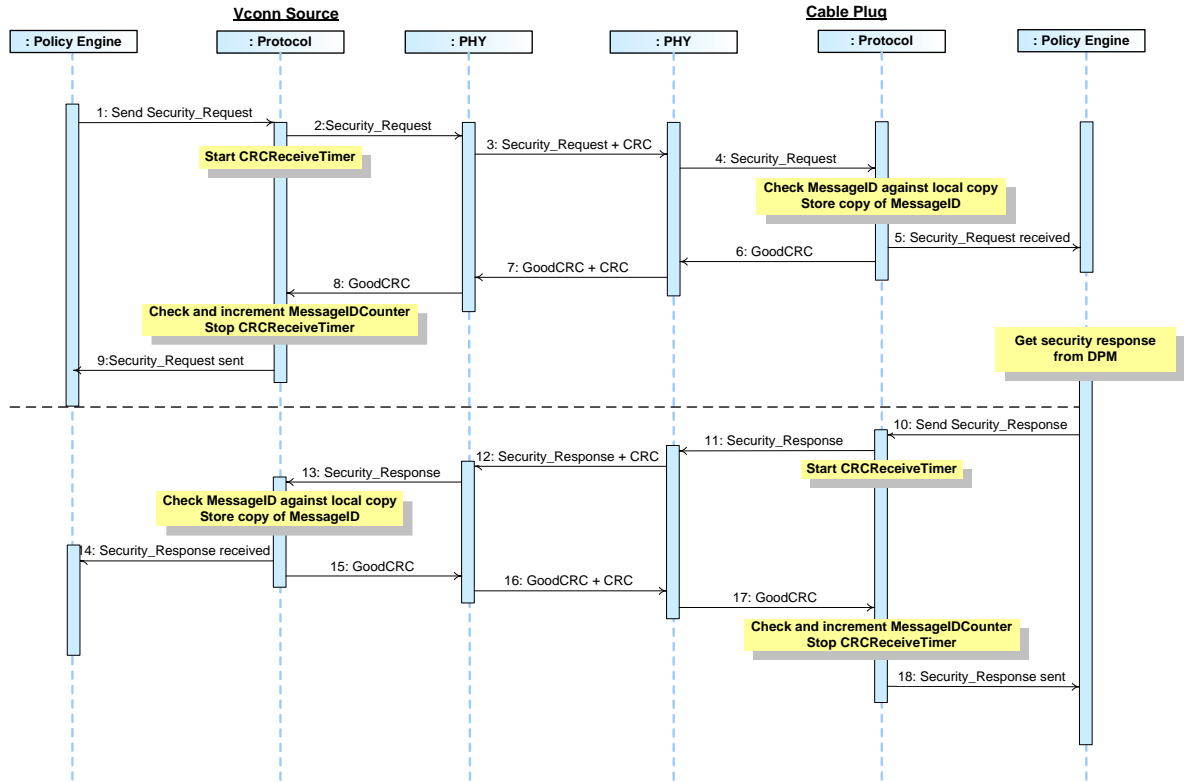 Vconn Source
Cable Plug
: Policy Engine
: Protocol
: PHY
: PHY
: Protocol
: Policy Engine
1: Send Security_Request
2:Security_Request
Start CRCReceiveTimer
3: Security_Request + CRC
4: Security_Request
Check MessageID against local copy
Store copy of MessageID
5: Security_Request received
6: GoodCRC
7: GoodCRC + CRC
8: GoodCRC
Check and increment MessageIDCounter
Stop CRCReceiveTimer
Get security response
from DPM
9:Security_Request sent
10: Send Security_Response
11: Security_Response
Start CRCReceiveTimer
12: Security_Response + CRC
13: Security_Response
Check MessageID against local copy
Store copy of MessageID
14: Security_Response received
15: GoodCRC
16: GoodCRC + CRC
17: GoodCRC
Check and increment MessageIDCounter
Stop CRCReceiveTimer
18: Security_Response sent